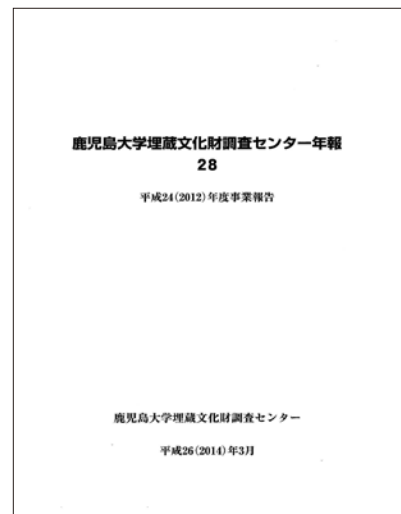 鹿児島大学埋蔵文化財調査センター年報
28
平成24(2012)年度事業報告
鹿児島大学埋蔵文化財調査センター
平成26(2014)年3月